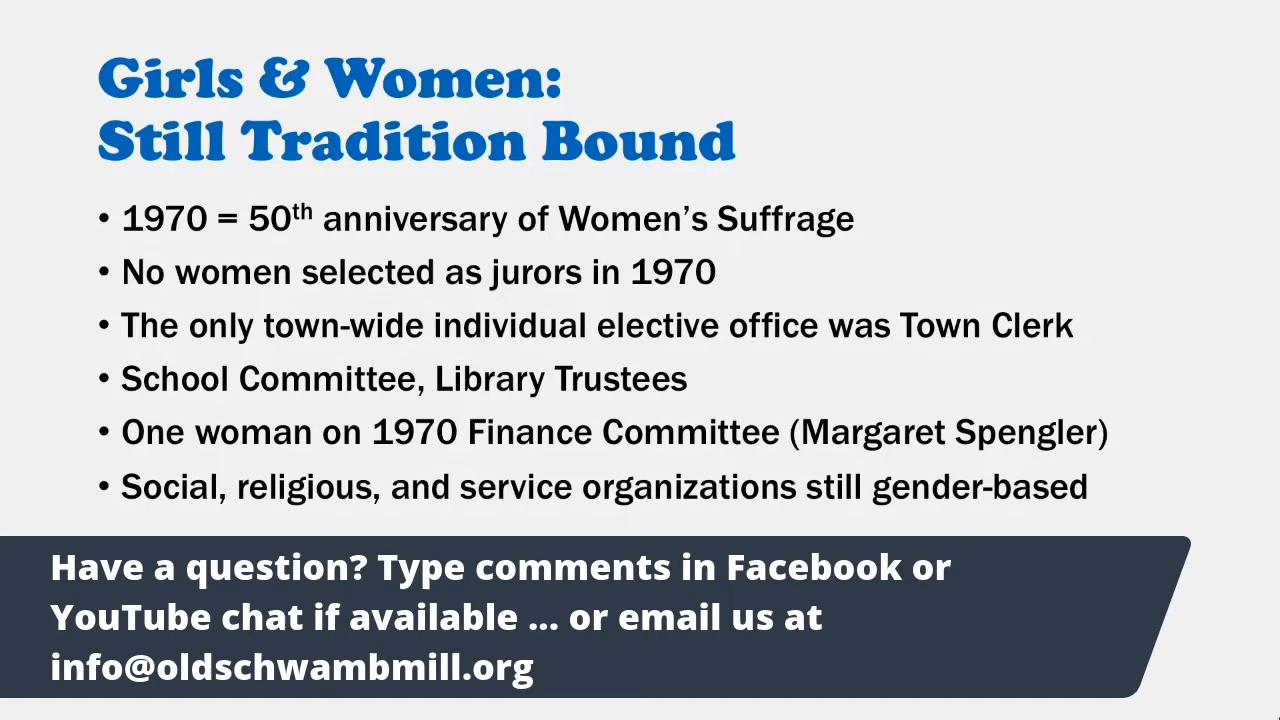 Girls & Women:
Still Tradition Bound
• 1970 = 50th anniversary of Women’s Suffrage
• No women selected as jurors in 1970
• The only town-wide individual elective office was Town Clerk
• School Committee, Library Trustees
• One woman on 1970 Finance Committee (Margaret Spengler)
• Social, religious, and service organizations still gender-based
Have a question? Type comments in Facebook or
YouTube chat if available ... or email us at
info@oldschwambmill.org